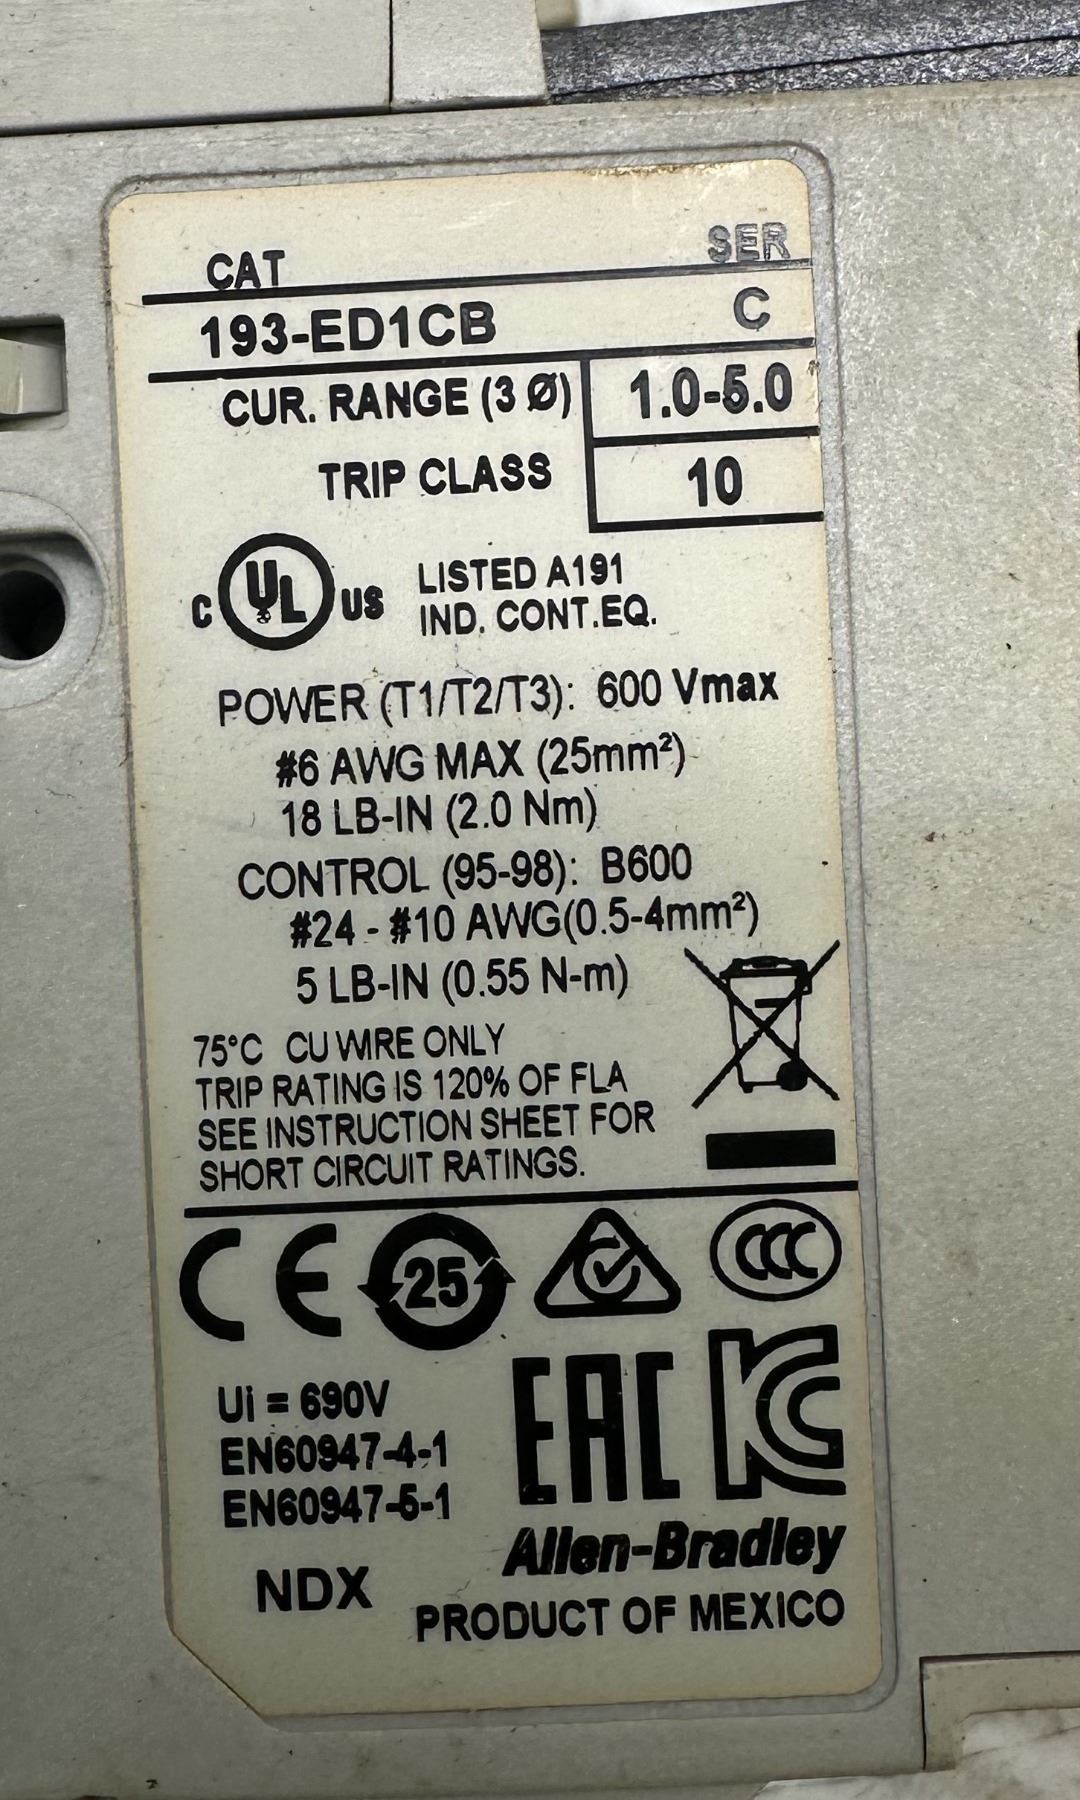 CAT SER
193-ED1CB C
CUR. RANGE (3 Ø) 1.0-5.0
TRIP CLASS 10
C UL US LISTED A191
IND. CONT.EQ.
POWER (T1/T2/T3): 600 Vmax
#6 AWG MAX (25mm²)
18 LB-IN (2.0 Nm)
CONTROL (95-98): B600
#24 - #10 AWG(0.5-4mm²)
5 LB-IN (0.55 N-m)
75°C CU WIRE ONLY
TRIP RATING IS 120% OF FLA
SEE INSTRUCTION SHEET FOR
SHORT CIRCUIT RATINGS.
CE 25 CCC
EAC KC
Ui = 690V
EN60947-4-1
EN60947-5-1
Allen-Bradley
NDX
PRODUCT OF MEXICO